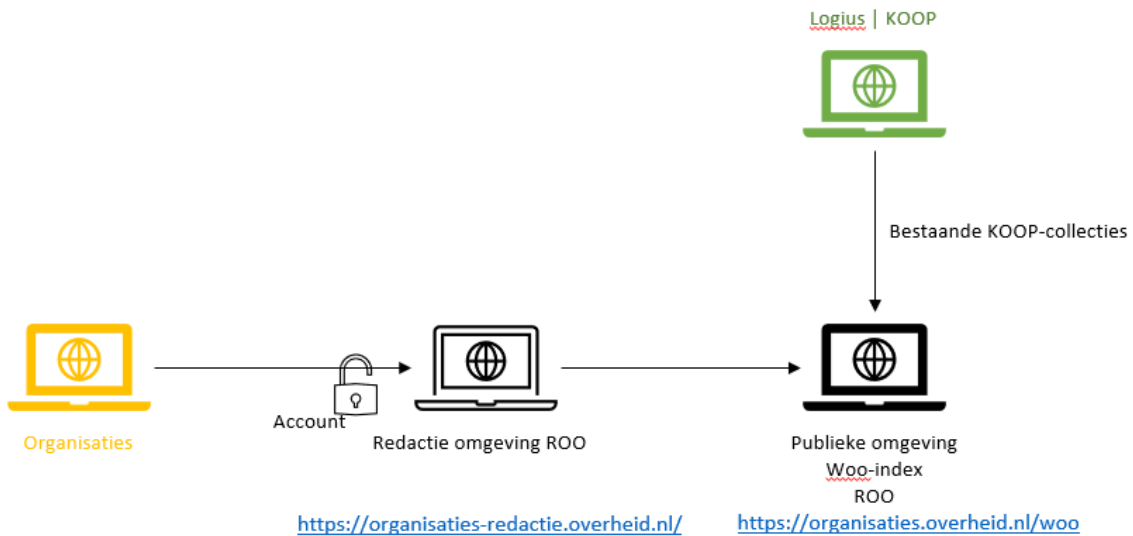 Logius | KOOP
Bestaande KOOP-collecties
Account
Organisaties
Redactie omgeving ROO
Publieke omgeving
Woo-index
ROO
https://organisaties-redactie.overheid.nl/
https://organisaties.overheid.nl/woo